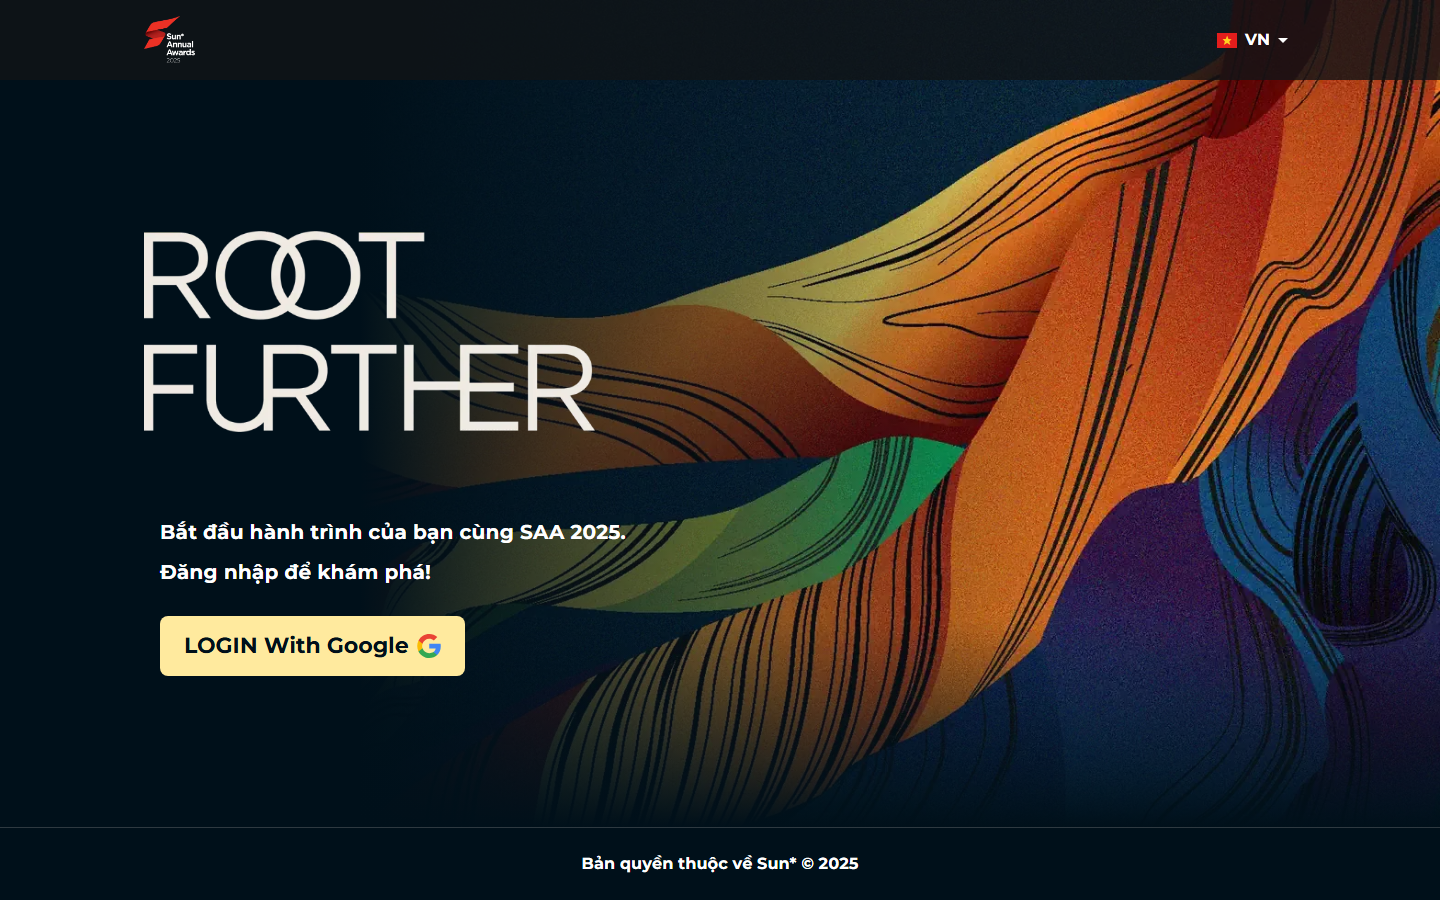 Sun*
Annual
Awards
2025
VN
ROOT
FURTHER
Bắt đầu hành trình của bạn cùng SAA 2025.
Đăng nhập để khám phá!
LOGIN With Google
Bản quyền thuộc về Sun* © 2025